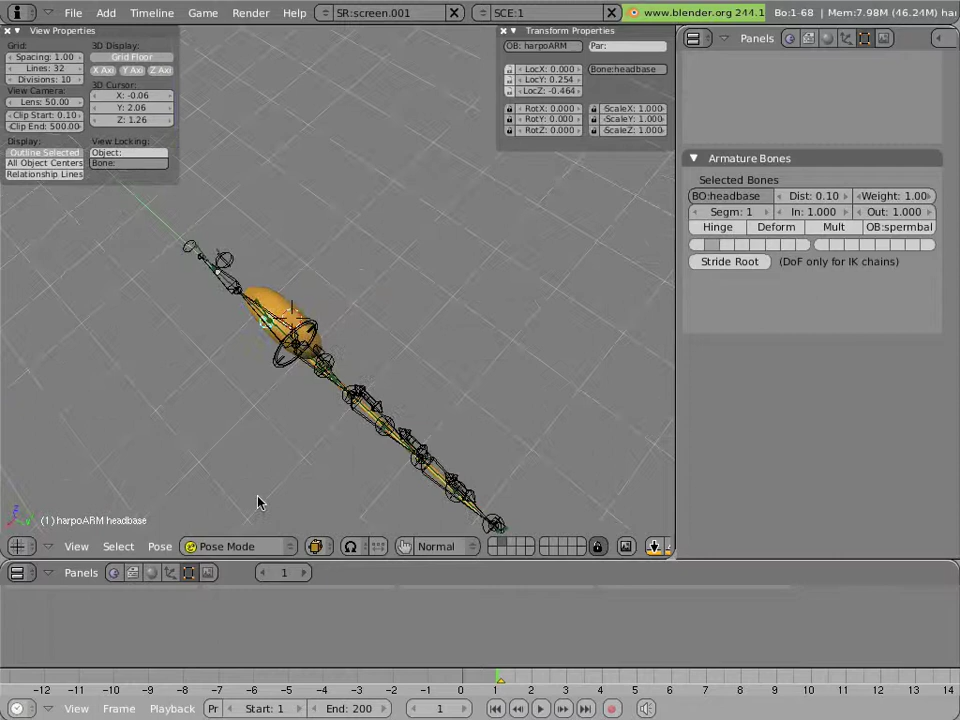 File Add Timeline Game Render Help SR:screen.001 SCE:1 www.blender.org 244.1 Bo:1-68 | Mem:7.98M (46.24M) ha
View Properties
Grid:
Spacing: 1.00
Lines: 32
Divisions: 10
View Camera:
Lens: 50.00
Clip Start: 0.10
Clip End: 500.00
Display:
Outline Selected
All Object Centers
Relationship Lines
3D Display:
Grid Floor
X Axi Y Axi Z Axi
3D Cursor:
X: -0.06
Y: 2.06
Z: 1.26
View Locking:
Object:
Bone:
Transform Properties
OB: harpoARM Par:
LocX: 0.000 Bone:headbase
LocY: 0.254
LocZ: -0.464
RotX: 0.000 ScaleX: 1.000
RotY: 0.000 ScaleY: 1.000
RotZ: 0.000 ScaleZ: 1.000
Panels
Armature Bones
Selected Bones
BO:headbase Dist: 0.10 Weight: 1.00
Segm: 1 In: 1.000 Out: 1.000
Hinge Deform Mult OB:spermbal
Stride Root (DoF only for IK chains)
(1) harpoARM headbase
View Select Pose Pose Mode Normal
Panels 1
-12 -11 -10 -9 -8 -7 -6 -5 -4 -3 -2 -1 0 1 2 3 4 5 6 7 8 9 10 11 12 13 14
View Frame Playback Pr Start: 1 End: 200 1